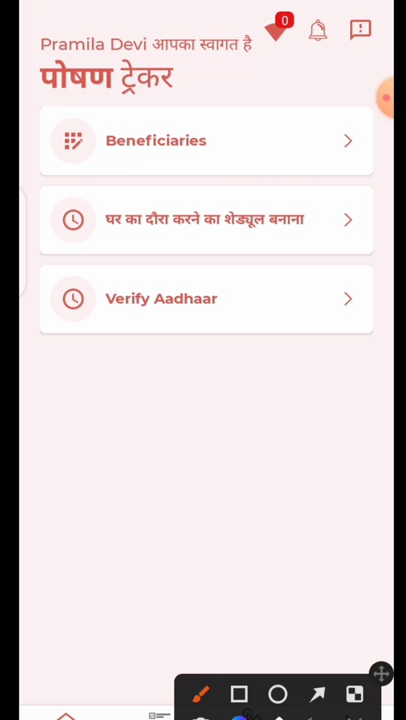 0
Pramila Devi आपका स्वागत है
पोषण ट्रेकर
Beneficiaries
घर का दौरा करने का शेड्यूल बनाना
Verify Aadhaar